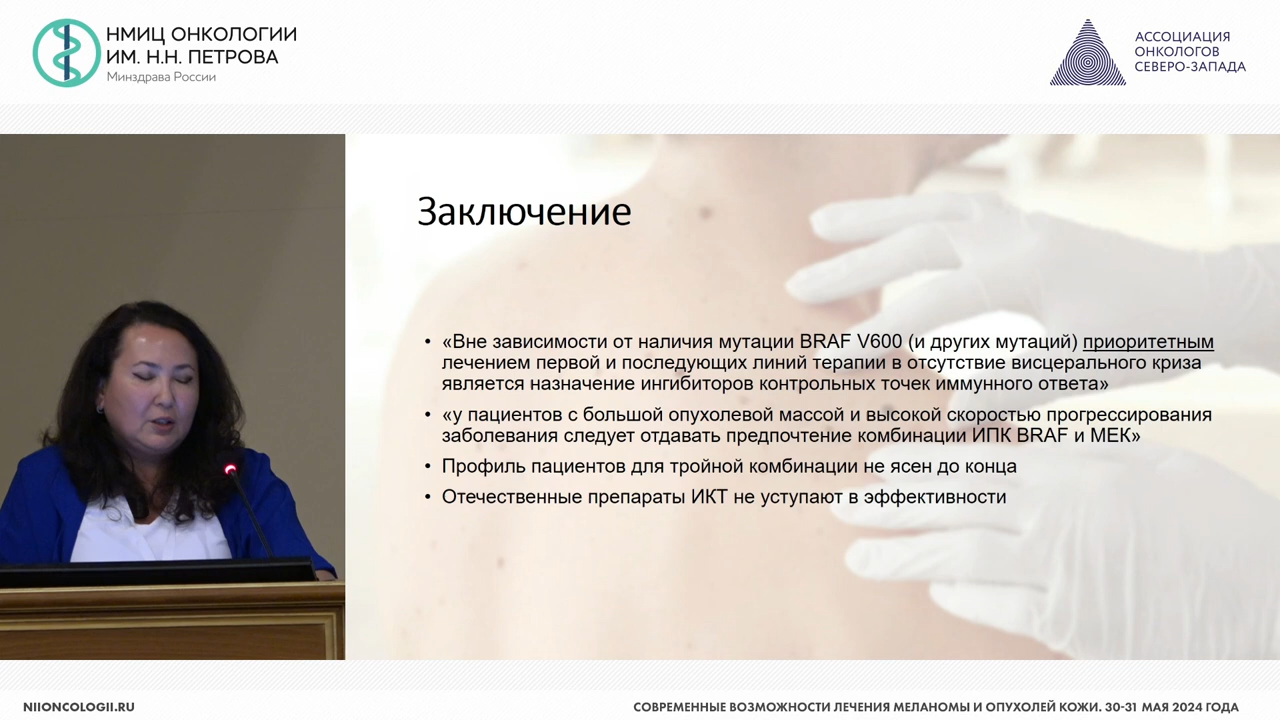 НМИЦ ОНКОЛОГИИ
ИМ. Н.Н. ПЕТРОВА
Минздрава России
АССОЦИАЦИЯ
ОНКОЛОГОВ
СЕВЕРО-ЗАПАДА
Заключение
• «Вне зависимости от наличия мутации BRAF V600 (и других мутаций) приоритетным
лечением первой и последующих линий терапии в отсутствие висцерального криза
является назначение ингибиторов контрольных точек иммунного ответа»
• «у пациентов с большой опухолевой массой и высокой скоростью прогрессирования
заболевания следует отдавать предпочтение комбинации ИПК BRAF и МЕК»
• Профиль пациентов для тройной комбинации не ясен до конца
• Отечественные препараты ИКТ не уступают в эффективности
NIIONCOLOGII.RU
СОВРЕМЕННЫЕ ВОЗМОЖНОСТИ ЛЕЧЕНИЯ МЕЛАНОМЫ И ОПУХОЛЕЙ КОЖИ. 30-31 МАЯ 2024 ГОДА